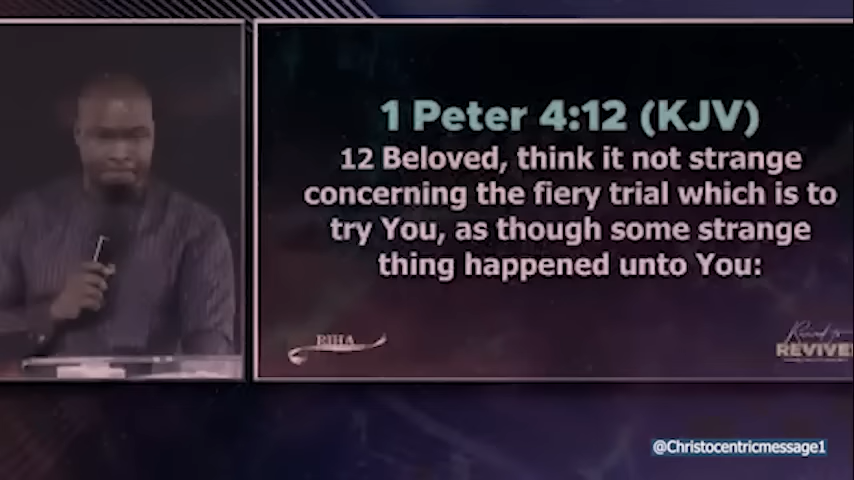 1 Peter 4:12 (KJV)
12 Beloved, think it not strange
concerning the fiery trial which is to
try You, as though some strange
thing happened unto You:
RIHA
REVIVE
@Christocentricmessage1